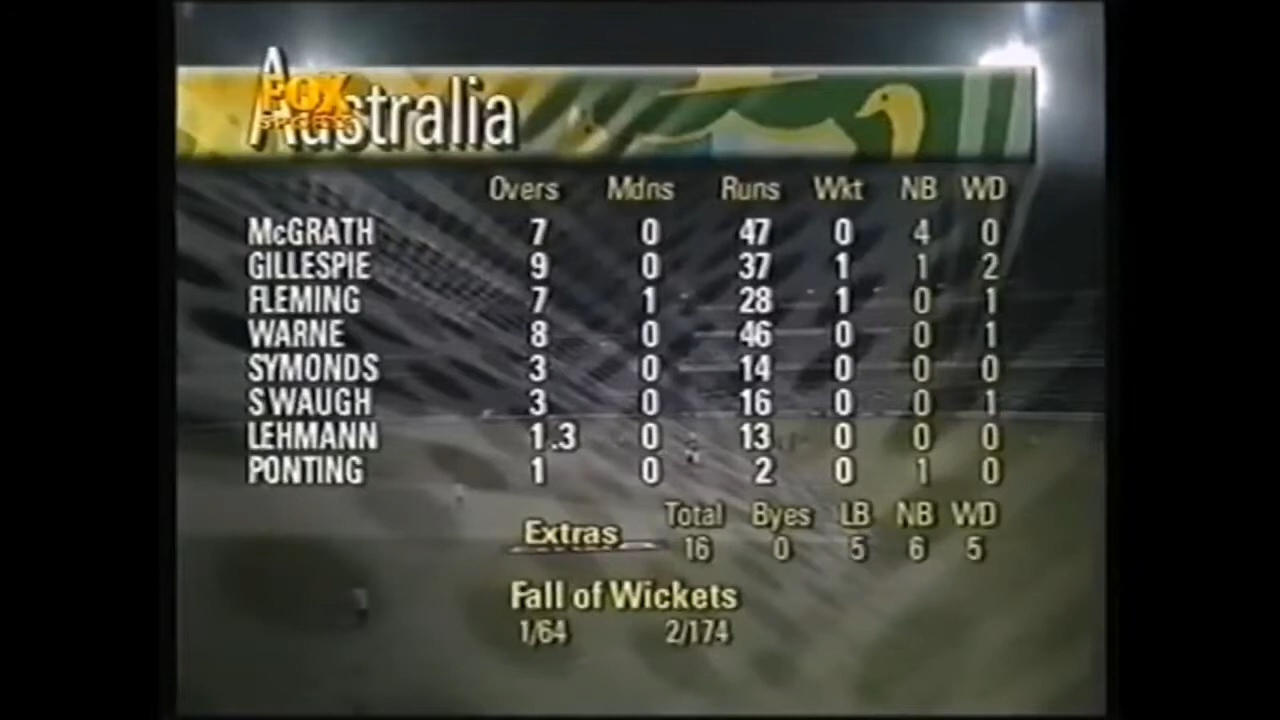 A
FOX
SPORTS
Australia
Overs Mdns Runs Wkt NB WD
McGRATH 7 0 47 0 4 0
GILLESPIE 9 0 37 1 1 2
FLEMING 7 1 28 1 0 1
WARNE 8 0 46 0 0 1
SYMONDS 3 0 14 0 0 0
S WAUGH 3 0 16 0 0 1
LEHMANN 1.3 0 13 0 0 0
PONTING 1 0 2 0 1 0
Total Byes LB NB WD
Extras 16 0 5 6 5
Fall of Wickets
1/64 2/174